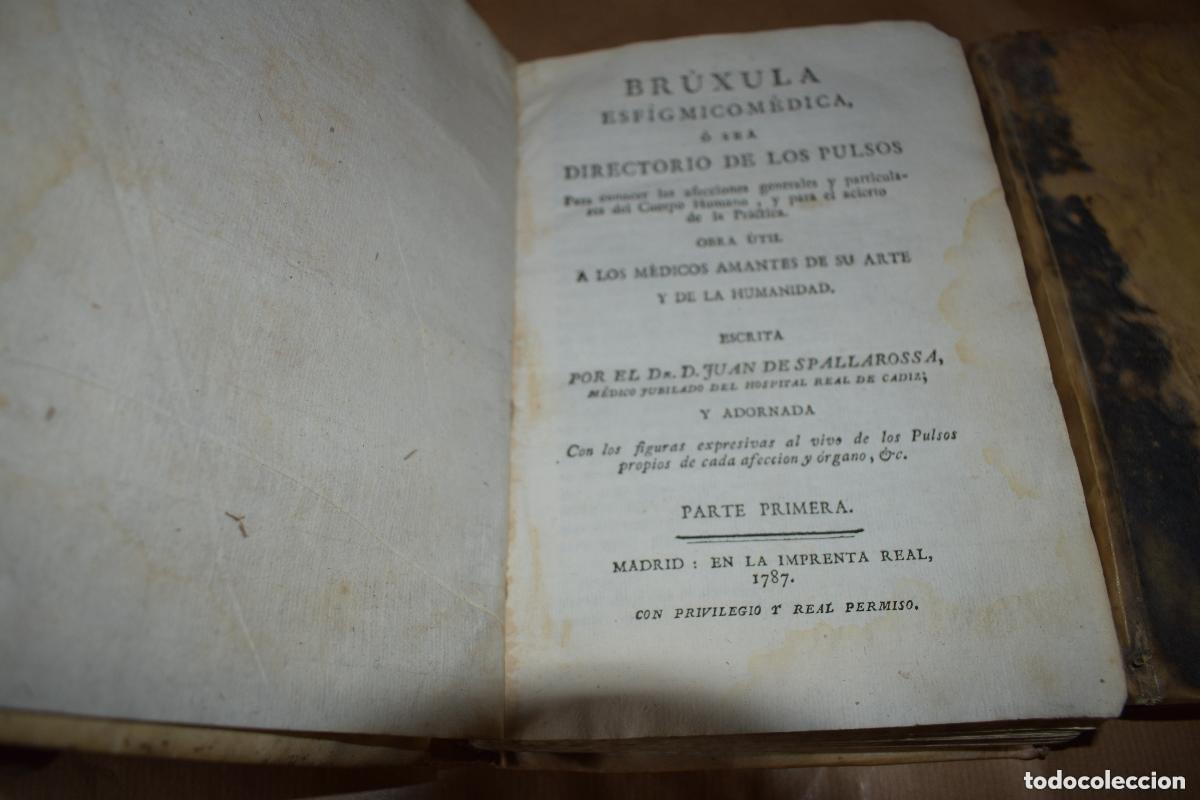 BRÚXULA
ESFÍGMICOMÉDICA,
Ó SEA
DIRECTORIO DE LOS PULSOS
Para conocer las afecciones generales y particula-
res del Cuerpo Humano, y para el acierto
de la Práctica.
OBRA ÚTIL
A LOS MÉDICOS AMANTES DE SU ARTE
Y DE LA HUMANIDAD.
ESCRITA
POR EL DR. D. JUAN DE SPALLAROSSA,
MÉDICO JUBILADO DEL HOSPITAL REAL DE CADIZ;
Y ADORNADA
Con los figuras expresivas al vivo de los Pulsos
propios de cada afeccion y órgano, &c.
PARTE PRIMERA.
MADRID : EN LA IMPRENTA REAL,
1787.
CON PRIVILEGIO Y REAL PERMISO.
todocoleccion